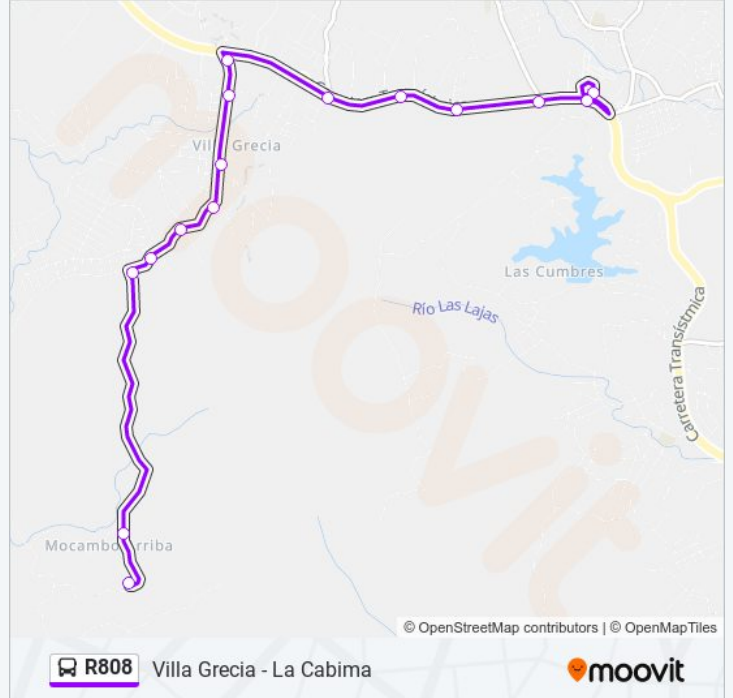 moovit
Villa Grecia
Las Cumbres
Río Las Lajas
Carretera Transístmica
Mocambo Arriba
© OpenStreetMap contributors | © OpenMapTiles
R808 Villa Grecia - La Cabima
moovit